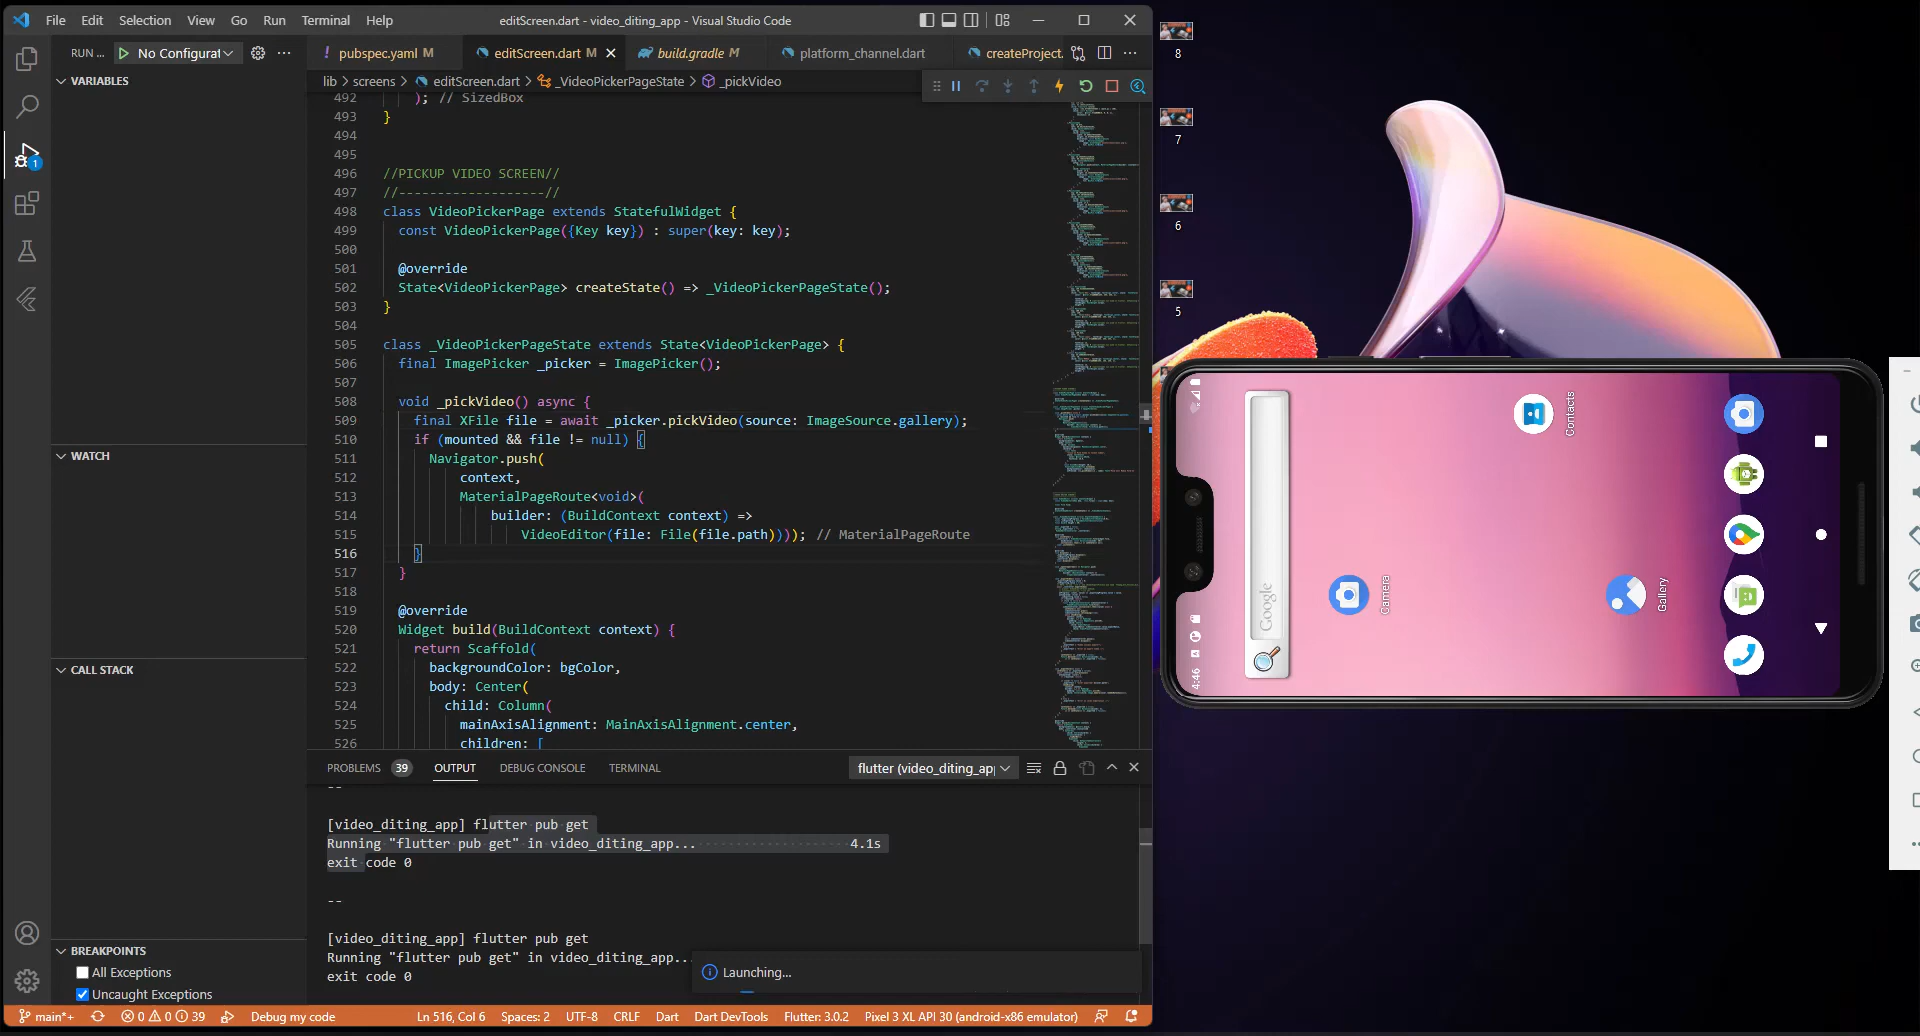 File Edit Selection View Go Run Terminal Help
editScreen.dart - video_diting_app - Visual Studio Code
RUN ... No Configurat
pubspec.yaml M editScreen.dart M build.gradle M platform_channel.dart createProject.
lib > screens > editScreen.dart > _VideoPickerPageState > _pickVideo
VARIABLES
WATCH
CALL STACK
BREAKPOINTS
All Exceptions
Uncaught Exceptions
1
492 ); // SizedBox
493 }
494
495
496 //PICKUP VIDEO SCREEN//
497 //-------------------//
498 class VideoPickerPage extends StatefulWidget {
499 const VideoPickerPage({Key key}) : super(key: key);
500
501 @override
502 State<VideoPickerPage> createState() => _VideoPickerPageState();
503 }
504
505 class _VideoPickerPageState extends State<VideoPickerPage> {
506 final ImagePicker _picker = ImagePicker();
507
508 void _pickVideo() async {
509 final XFile file = await _picker.pickVideo(source: ImageSource.gallery);
510 if (mounted && file != null) {
511 Navigator.push(
512 context,
513 MaterialPageRoute<void>(
514 builder: (BuildContext context) =>
515 VideoEditor(file: File(file.path)))); // MaterialPageRoute
516 }
517 }
518
519 @override
520 Widget build(BuildContext context) {
521 return Scaffold(
522 backgroundColor: bgColor,
523 body: Center(
524 child: Column(
525 mainAxisAlignment: MainAxisAlignment.center,
526 children: [
PROBLEMS 39 OUTPUT DEBUG CONSOLE TERMINAL
flutter (video_diting_ap
--
[video_diting_app] flutter pub get
Running "flutter pub get" in video_diting_app... 4.1s
exit code 0
--
[video_diting_app] flutter pub get
Running "flutter pub get" in video_diting_app..
exit code 0
Launching...
main*+ 0 0 39 Debug my code
Ln 516, Col 6 Spaces: 2 UTF-8 CRLF Dart Dart DevTools Flutter: 3.0.2 Pixel 3 XL API 30 (android-x86 emulator)
8
7
6
5
4:46
Google
Camera
Contacts
Gallery